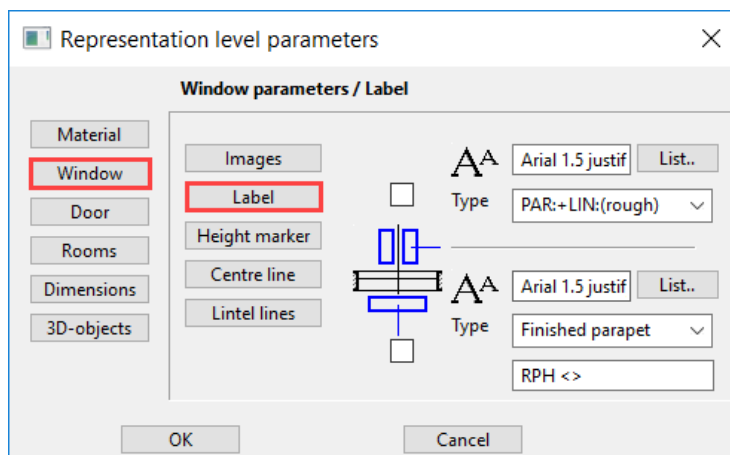 Representation level parameters
Window parameters / Label
Material
Window
Door
Rooms
Dimensions
3D-objects
Images
Label
Height marker
Centre line
Lintel lines
AA Arial 1.5 justif List..
Type PAR:+LIN:(rough)
AA Arial 1.5 justif List..
Type Finished parapet
RPH <>
OK Cancel